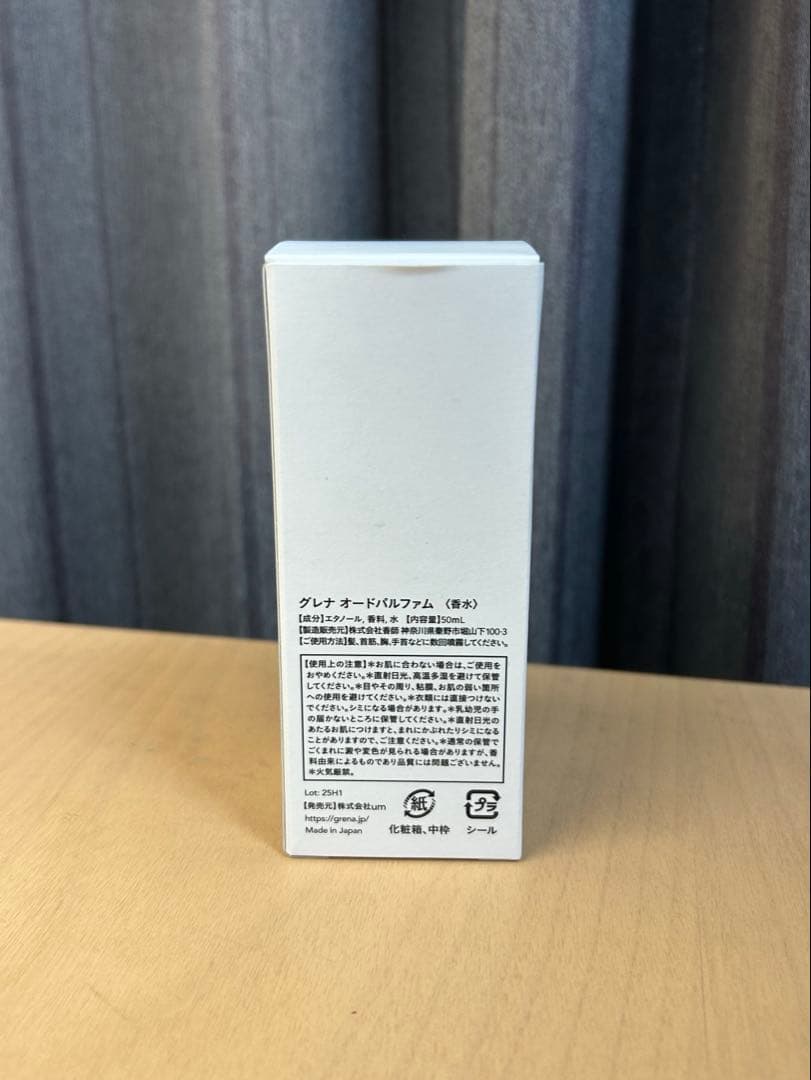 グレナ オードパルファム 〈香水〉
【成分】エタノール, 香料, 水 【内容量】50mL
【製造販売元】株式会社香師 神奈川県秦野市堀山下100-3
【ご使用方法】髪、首筋、胸、手首などに数回噴霧してください。
【使用上の注意】＊お肌に合わない場合は、ご使用を
おやめください。＊直射日光、高温多湿を避けて保管
してください。＊目やその周り、粘膜、お肌の弱い箇所
への使用を避けてください。＊衣類には直接つけない
でください。シミになる場合があります。＊乳幼児の手
の届かないところに保管してください。＊直射日光の
あたるお肌につけますと、まれにかぶれたりシミになる
ことがありますので、ご注意ください。＊通常の保管で
ごくまれに澱や変色が見られる場合がありますが、香
料由来によるものであり品質には問題ございません。
＊火気厳禁。
Lot: 25H1
【発売元】株式会社um
https://grena.jp/
Made in Japan
紙
化粧箱、中枠
プラ
シール